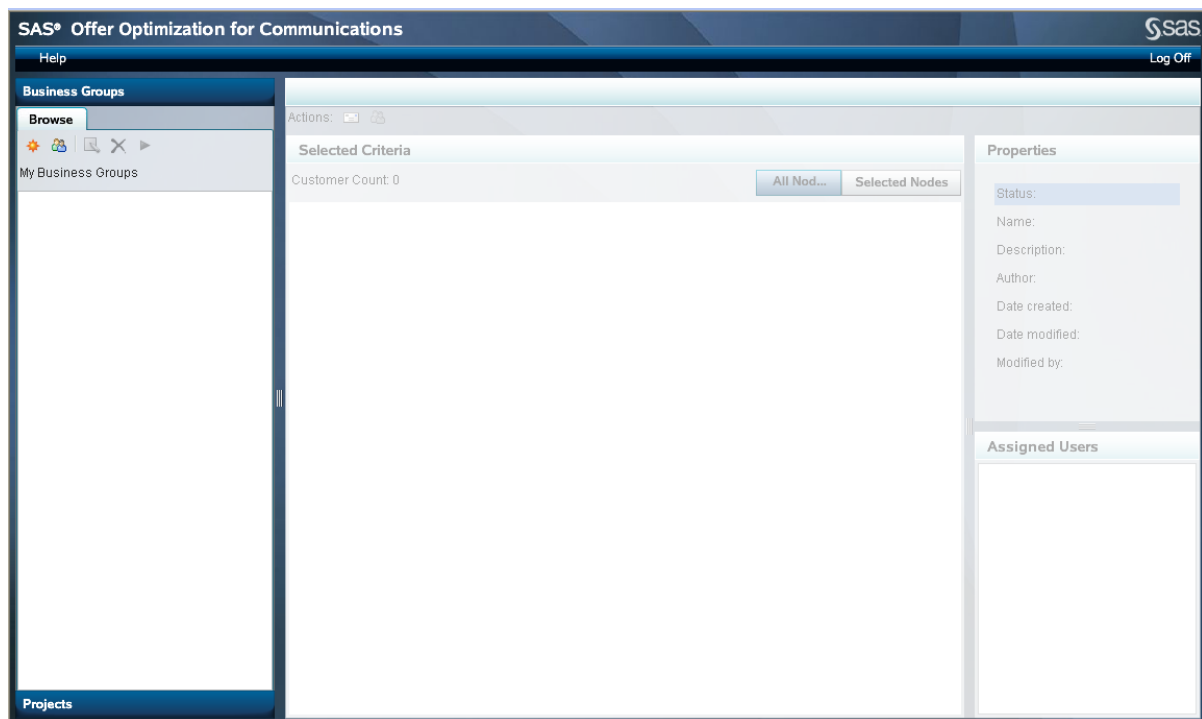 SAS® Offer Optimization for Communications
sas
Help
Log Off
Business Groups
Browse
My Business Groups
Projects
Actions:
Selected Criteria
Customer Count: 0
All Nod...
Selected Nodes
Properties
Status:
Name:
Description:
Author:
Date created:
Date modified:
Modified by:
Assigned Users